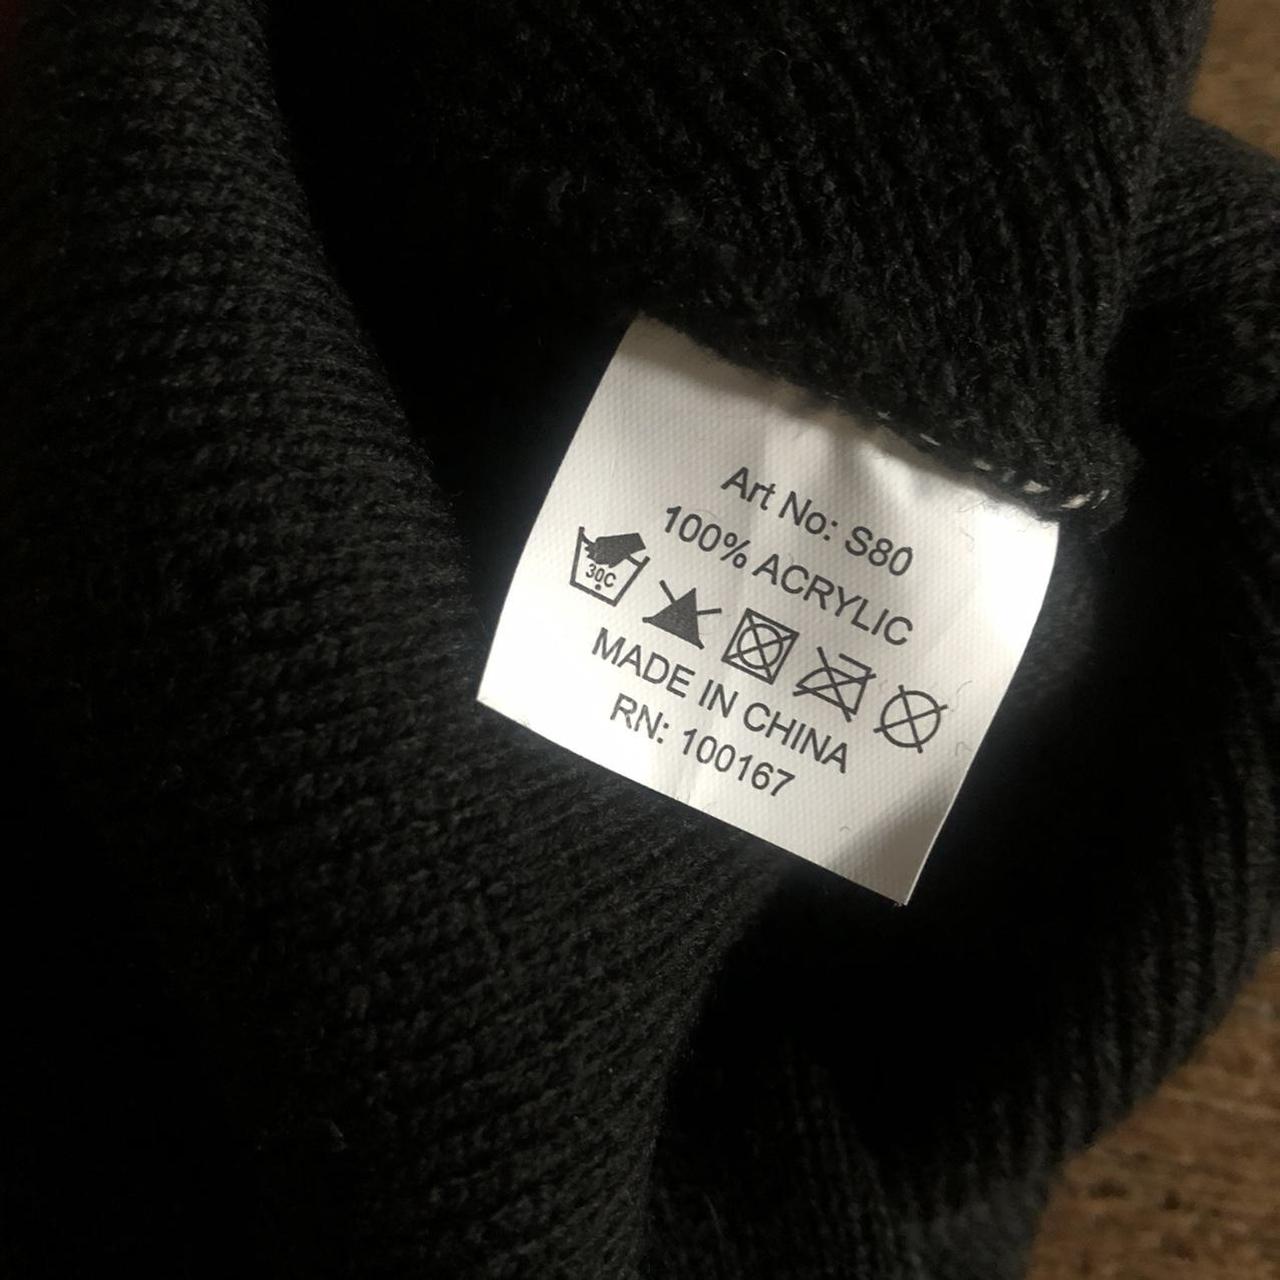 Art No: S80
100% ACRYLIC
30C
MADE IN CHINA
RN: 100167